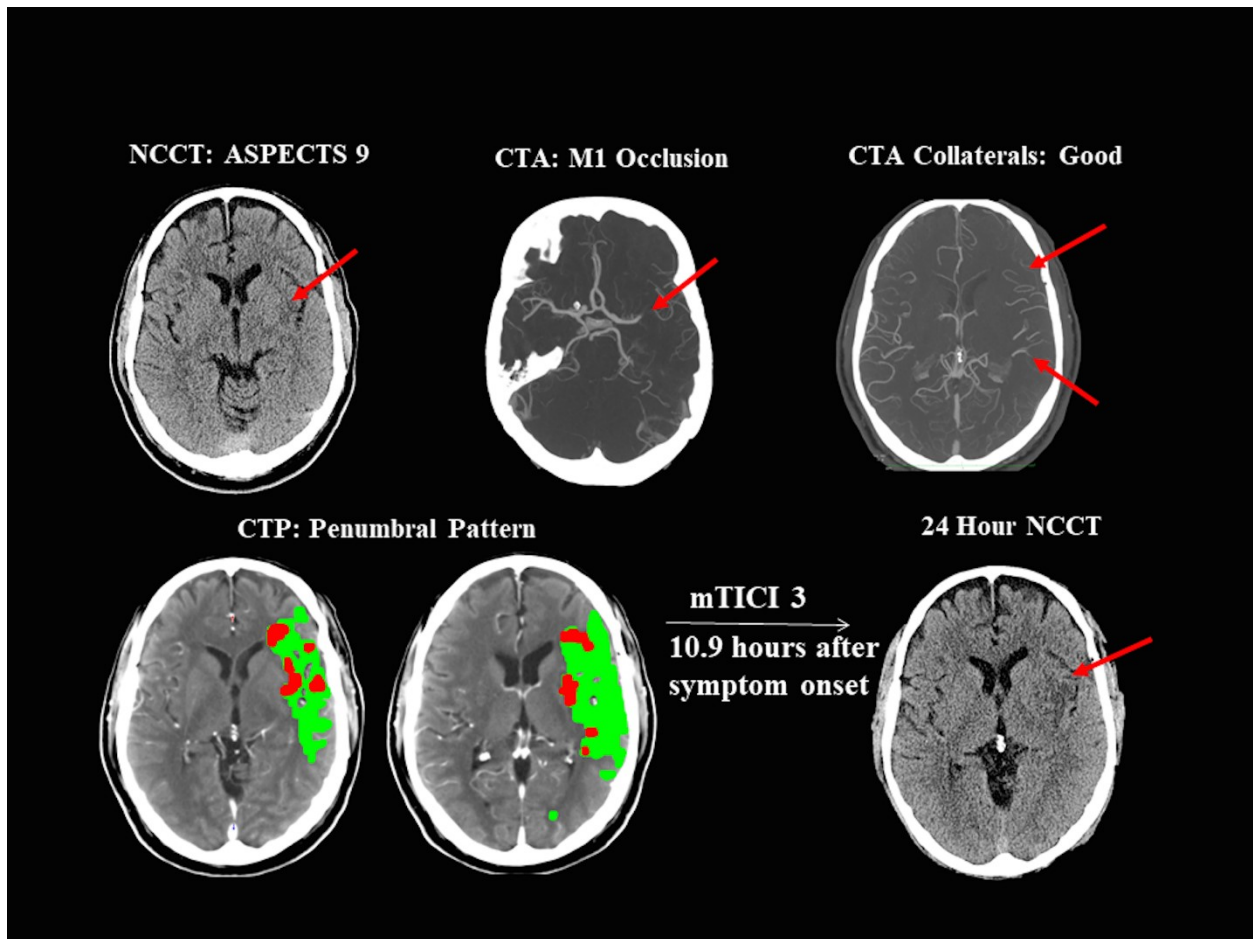 NCCT: ASPECTS 9
CTA: M1 Occlusion
CTA Collaterals: Good
CTP: Penumbral Pattern
mTICI 3
10.9 hours after
symptom onset
24 Hour NCCT